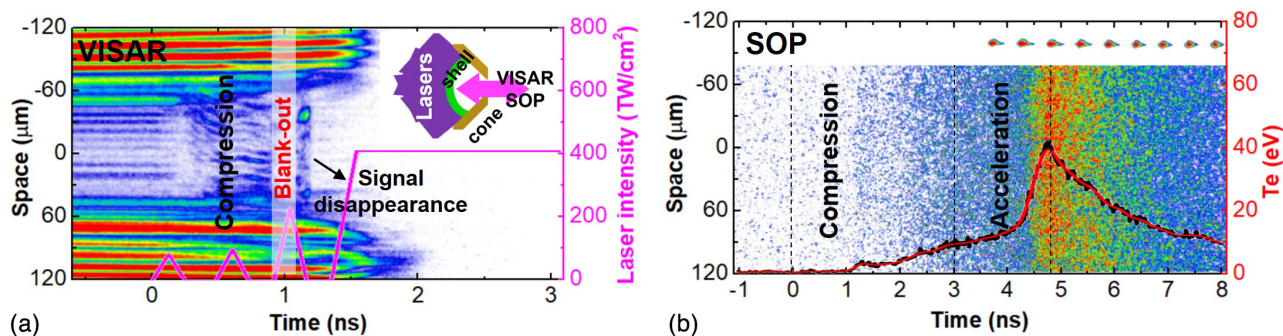 VISAR
Space (μm)
-120
-60
0
60
120
Compression
Blank-out
Signal
disappearance
Lasers
shell
cone
VISAR
SOP
800
600
400
200
0
Laser intensity (TW/cm²)
0
1
2
3
Time (ns)
(a)
SOP
Space (μm)
-120
-60
0
60
120
Compression
Acceleration
80
60
40
20
0
Te (eV)
-1
0
1
2
3
4
5
6
7
8
Time (ns)
(b)